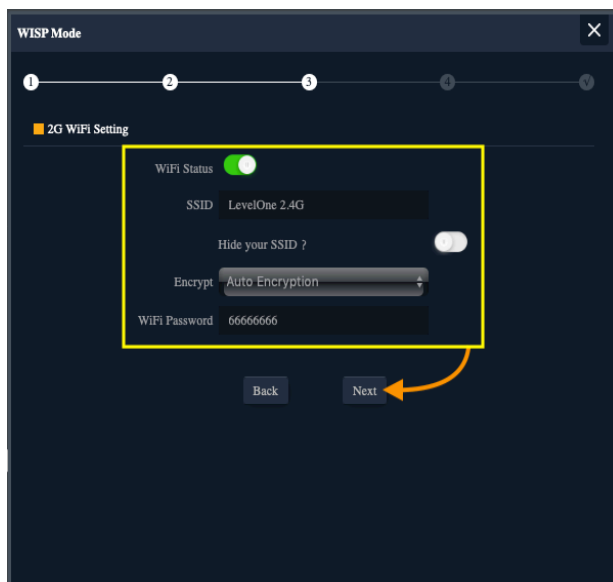 WISP Mode
1 2 3 4 √
2G WiFi Setting
WiFi Status
SSID LevelOne 2.4G
Hide your SSID ?
Encrypt Auto Encryption
WiFi Password 66666666
Back Next